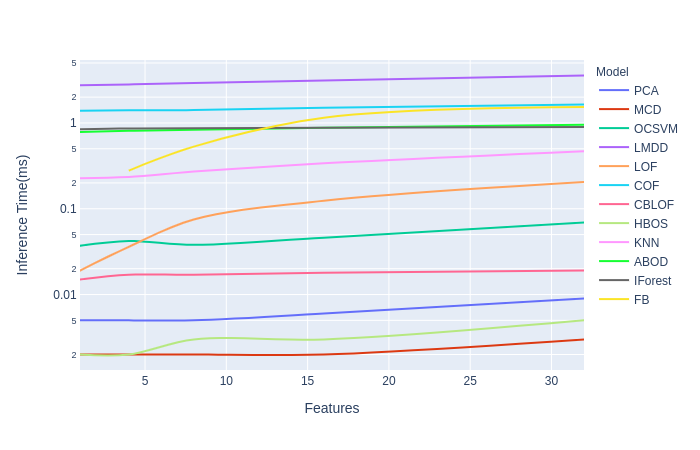 Inference Time(ms)
5
2
1
5
2
0.1
5
2
0.01
5
2
5
10
15
20
25
30
Features
Model
PCA
MCD
OCSVM
LMDD
LOF
COF
CBLOF
HBOS
KNN
ABOD
IForest
FB